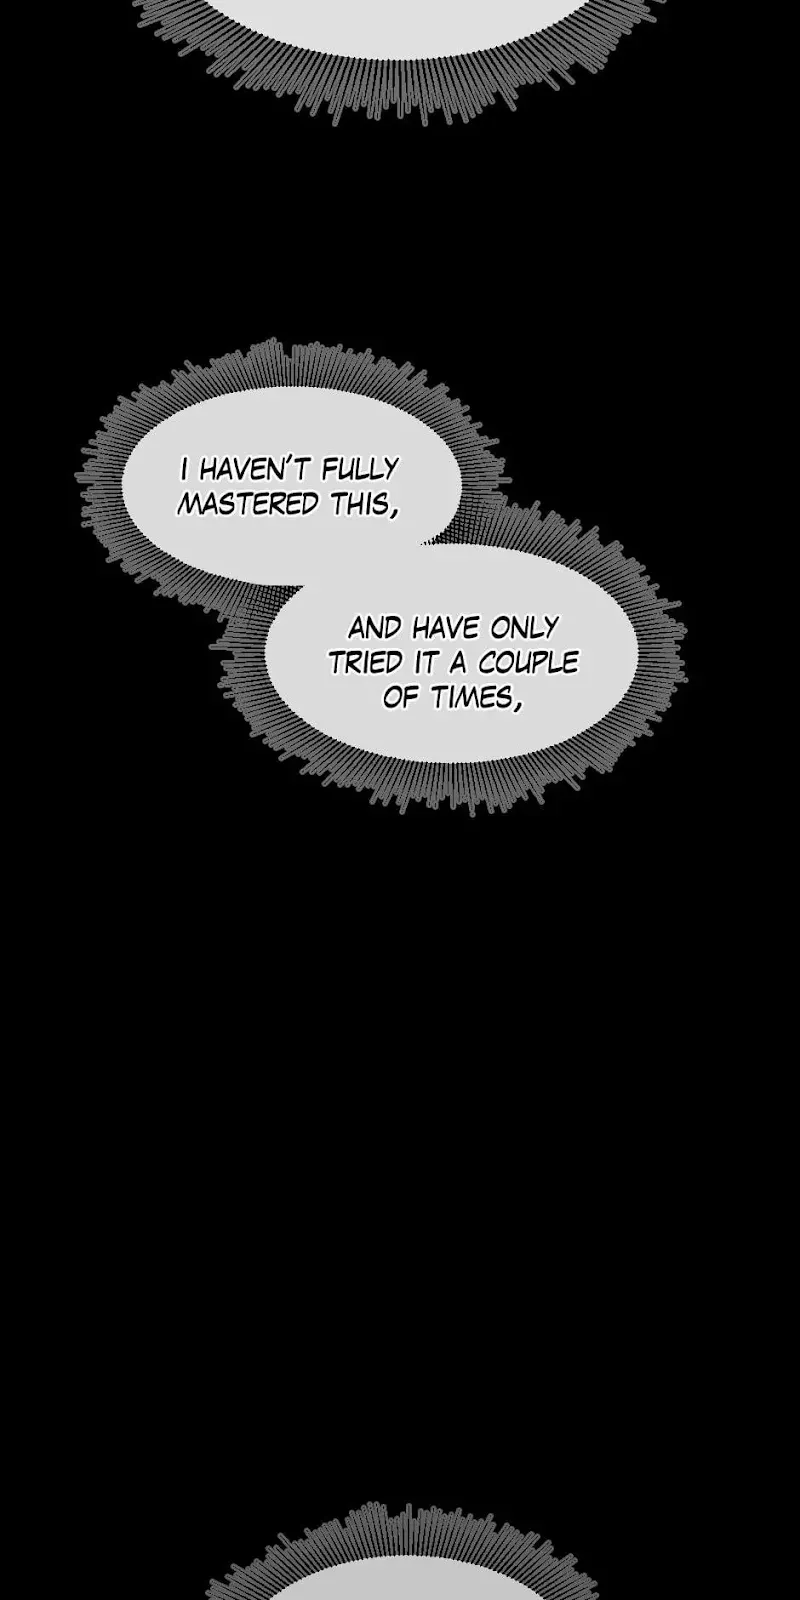 I HAVEN'T FULLY
MASTERED THIS,
AND HAVE ONLY
TRIED IT A COUPLE
OF TIMES,